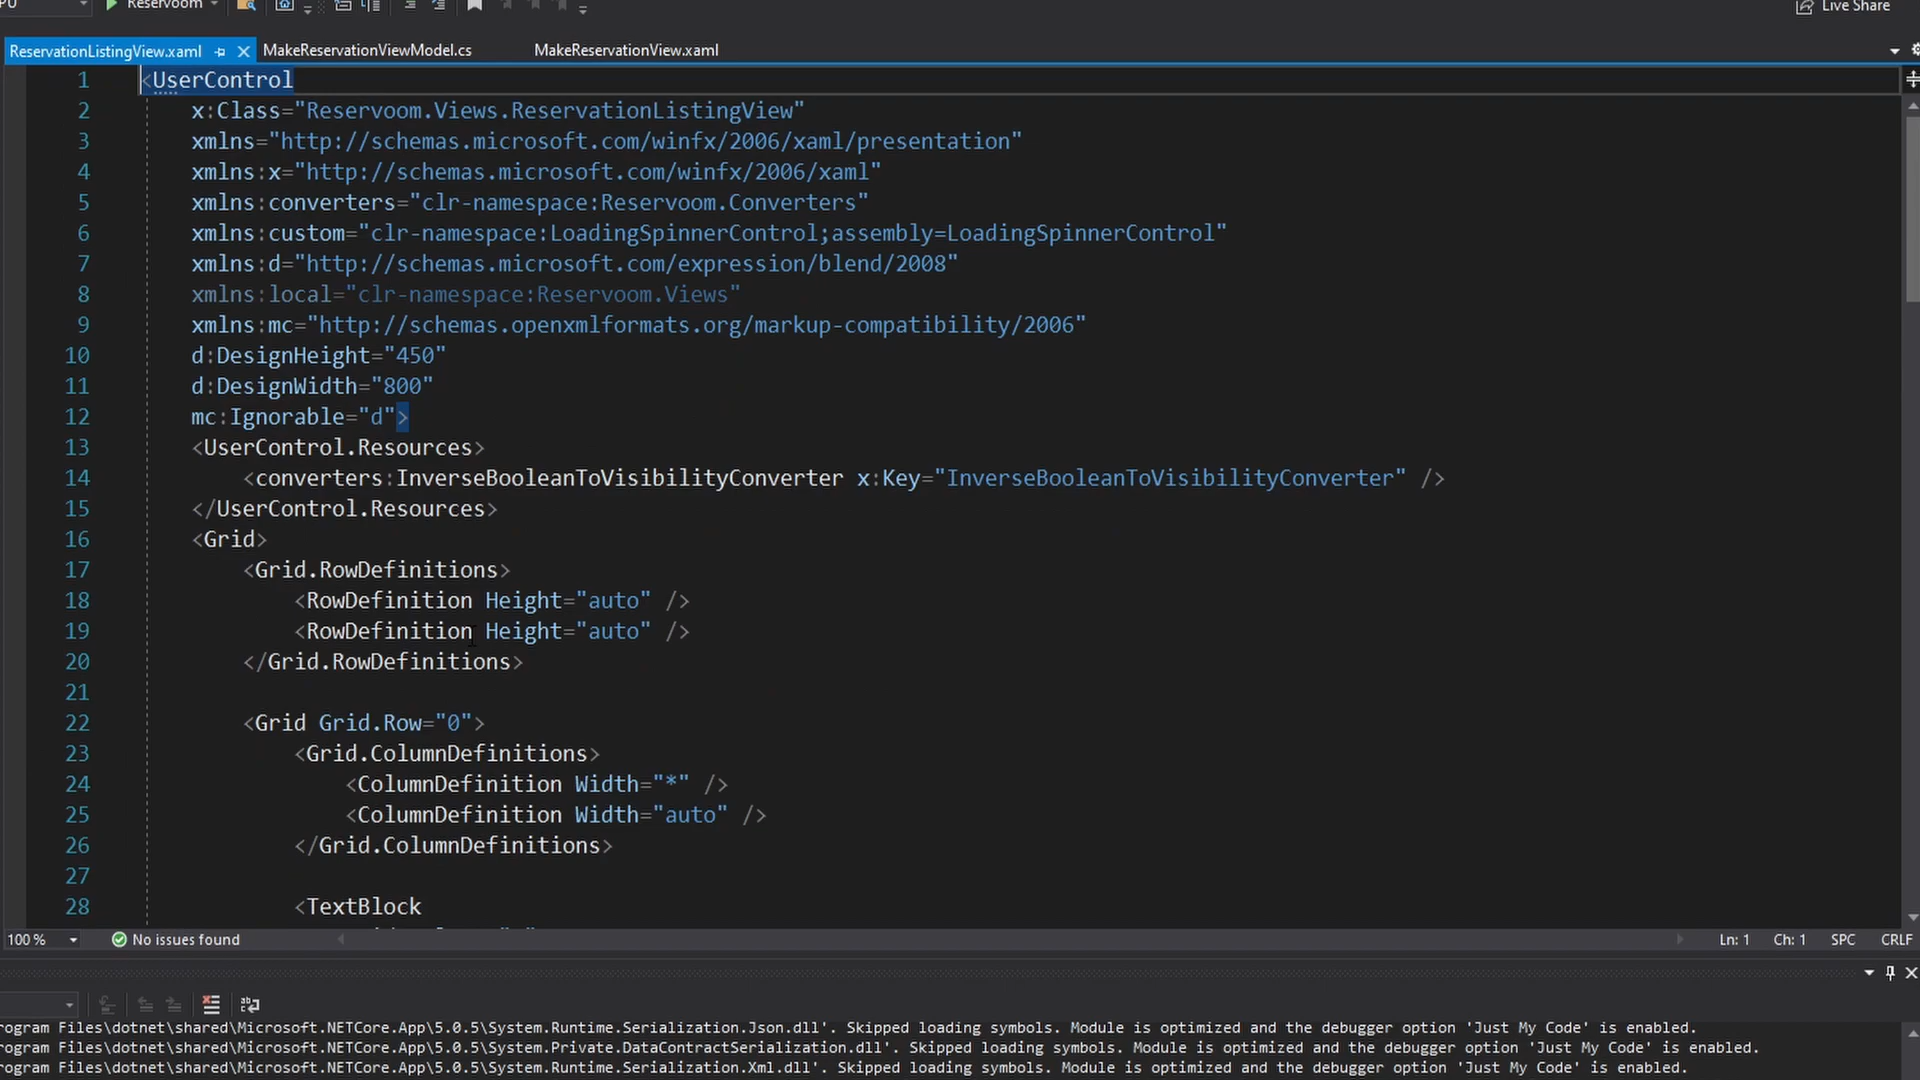 Reservoom
Live Share
ReservationListingView.xaml MakeReservationViewModel.cs MakeReservationView.xaml
1 <UserControl
2 x:Class="Reservoom.Views.ReservationListingView"
3 xmlns="http://schemas.microsoft.com/winfx/2006/xaml/presentation"
4 xmlns:x="http://schemas.microsoft.com/winfx/2006/xaml"
5 xmlns:converters="clr-namespace:Reservoom.Converters"
6 xmlns:custom="clr-namespace:LoadingSpinnerControl;assembly=LoadingSpinnerControl"
7 xmlns:d="http://schemas.microsoft.com/expression/blend/2008"
8 xmlns:local="clr-namespace:Reservoom.Views"
9 xmlns:mc="http://schemas.openxmlformats.org/markup-compatibility/2006"
10 d:DesignHeight="450"
11 d:DesignWidth="800"
12 mc:Ignorable="d">
13 <UserControl.Resources>
14 <converters:InverseBooleanToVisibilityConverter x:Key="InverseBooleanToVisibilityConverter" />
15 </UserControl.Resources>
16 <Grid>
17 <Grid.RowDefinitions>
18 <RowDefinition Height="auto" />
19 <RowDefinition Height="auto" />
20 </Grid.RowDefinitions>
21
22 <Grid Grid.Row="0">
23 <Grid.ColumnDefinitions>
24 <ColumnDefinition Width="*" />
25 <ColumnDefinition Width="auto" />
26 </Grid.ColumnDefinitions>
27
28 <TextBlock
100 % No issues found Ln: 1 Ch: 1 SPC CRLF
rogram Files\dotnet\shared\Microsoft.NETCore.App\5.0.5\System.Runtime.Serialization.Json.dll'. Skipped loading symbols. Module is optimized and the debugger option 'Just My Code' is enabled.
rogram Files\dotnet\shared\Microsoft.NETCore.App\5.0.5\System.Private.DataContractSerialization.dll'. Skipped loading symbols. Module is optimized and the debugger option 'Just My Code' is enabled.
rogram Files\dotnet\shared\Microsoft.NETCore.App\5.0.5\System.Runtime.Serialization.Xml.dll'. Skipped loading symbols. Module is optimized and the debugger option 'Just My Code' is enabled.